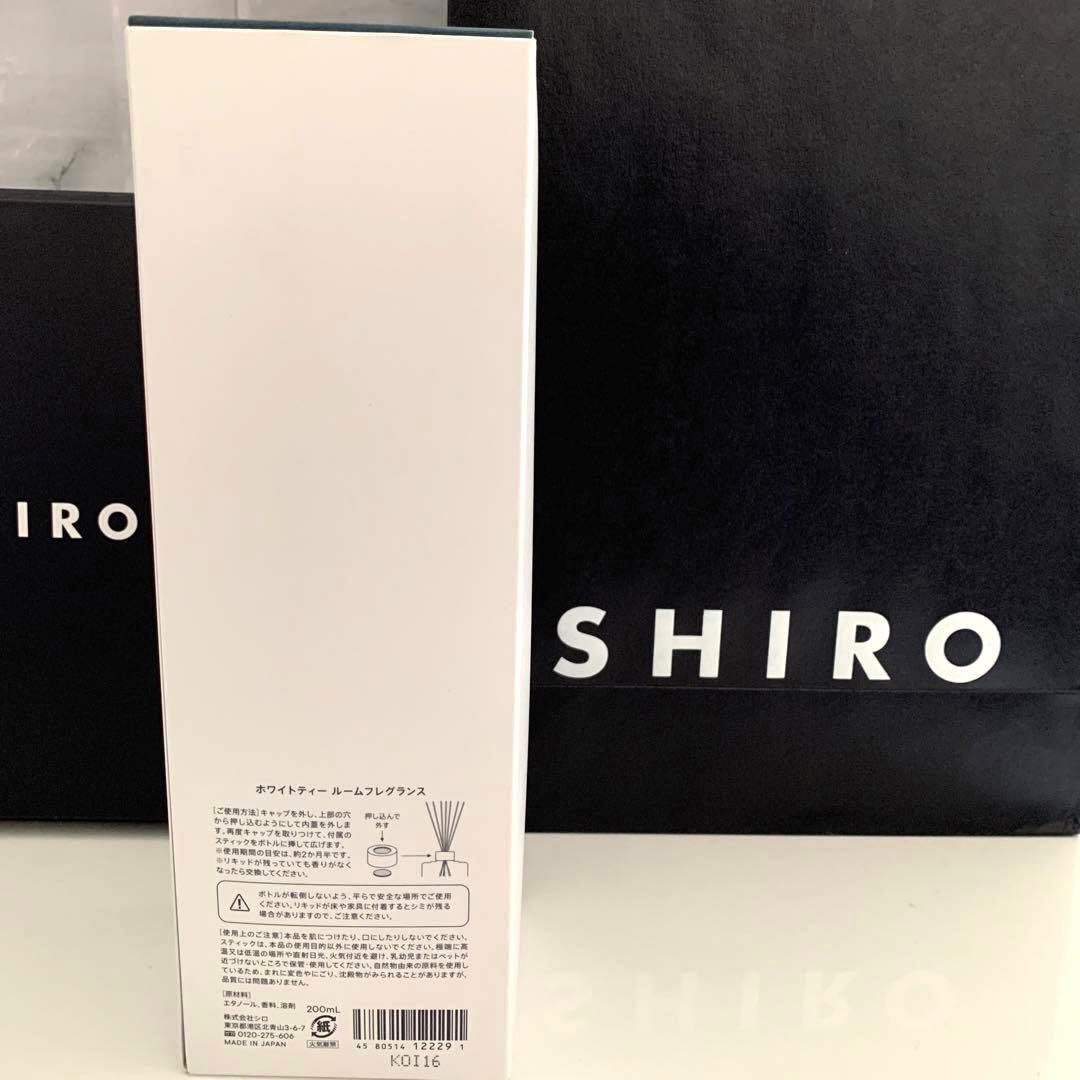 IRO
SHIRO
ホワイトティー ルームフレグランス
[ご使用方法]キャップを外し、上部の穴
から押し込むようにして内蓋を外しま
す。再度キャップを取りつけて、付属の
スティックをボトルに挿して広げます。
※使用期間の目安は、約2か月半です。
※リキッドが残っていても香りがなく
なったら交換してください。
押し込んで
外す
ボトルが転倒しないよう、平らで安全な場所でご使用
ください。リキッドが床や家具に付着するとシミが残る
場合がありますので、ご注意ください。
[使用上のご注意]本品を肌につけたり、口にしたりしないでください。
スティックは、本品の使用目的以外に使用しないでください。極端に高
温又は低温の場所や直射日光、火気付近を避け、乳幼児またはペットが
近づけないところで保管・使用してください。自然物由来の原料を使用し
ているため、まれに変色やにごり、沈殿物がみられることがありますが、
品質には問題ありません。
[原材料]
エタノール、香料、溶剤
株式会社シロ
東京都港区北青山3-6-7
0120-275-606
MADE IN JAPAN
200mL
紙
火気厳禁
4 580514 122291
KOI16
SHIRO